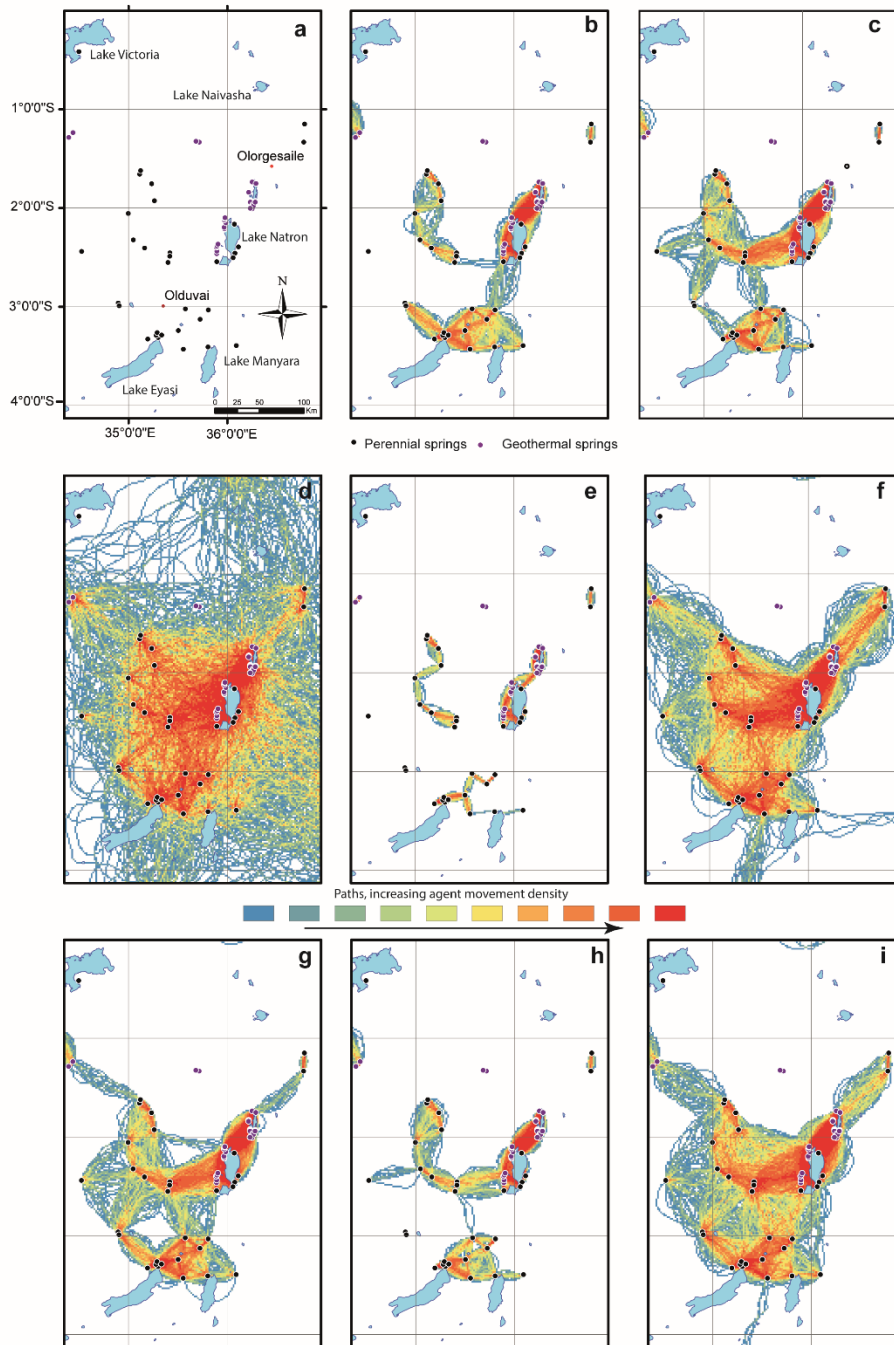 a
b
c
Lake Victoria
Lake Naivasha
1°0'0"S
Olorgesaile
2°0'0"S
Lake Natron
N
3°0'0"S
Olduvai
Lake Manyara
Lake Eyasi
4°0'0"S
0 25 50 100
Km
35°0'0"E 36°0'0"E
Perennial springs Geothermal springs
d
e
f
Paths, increasing agent movement density
g
h
i